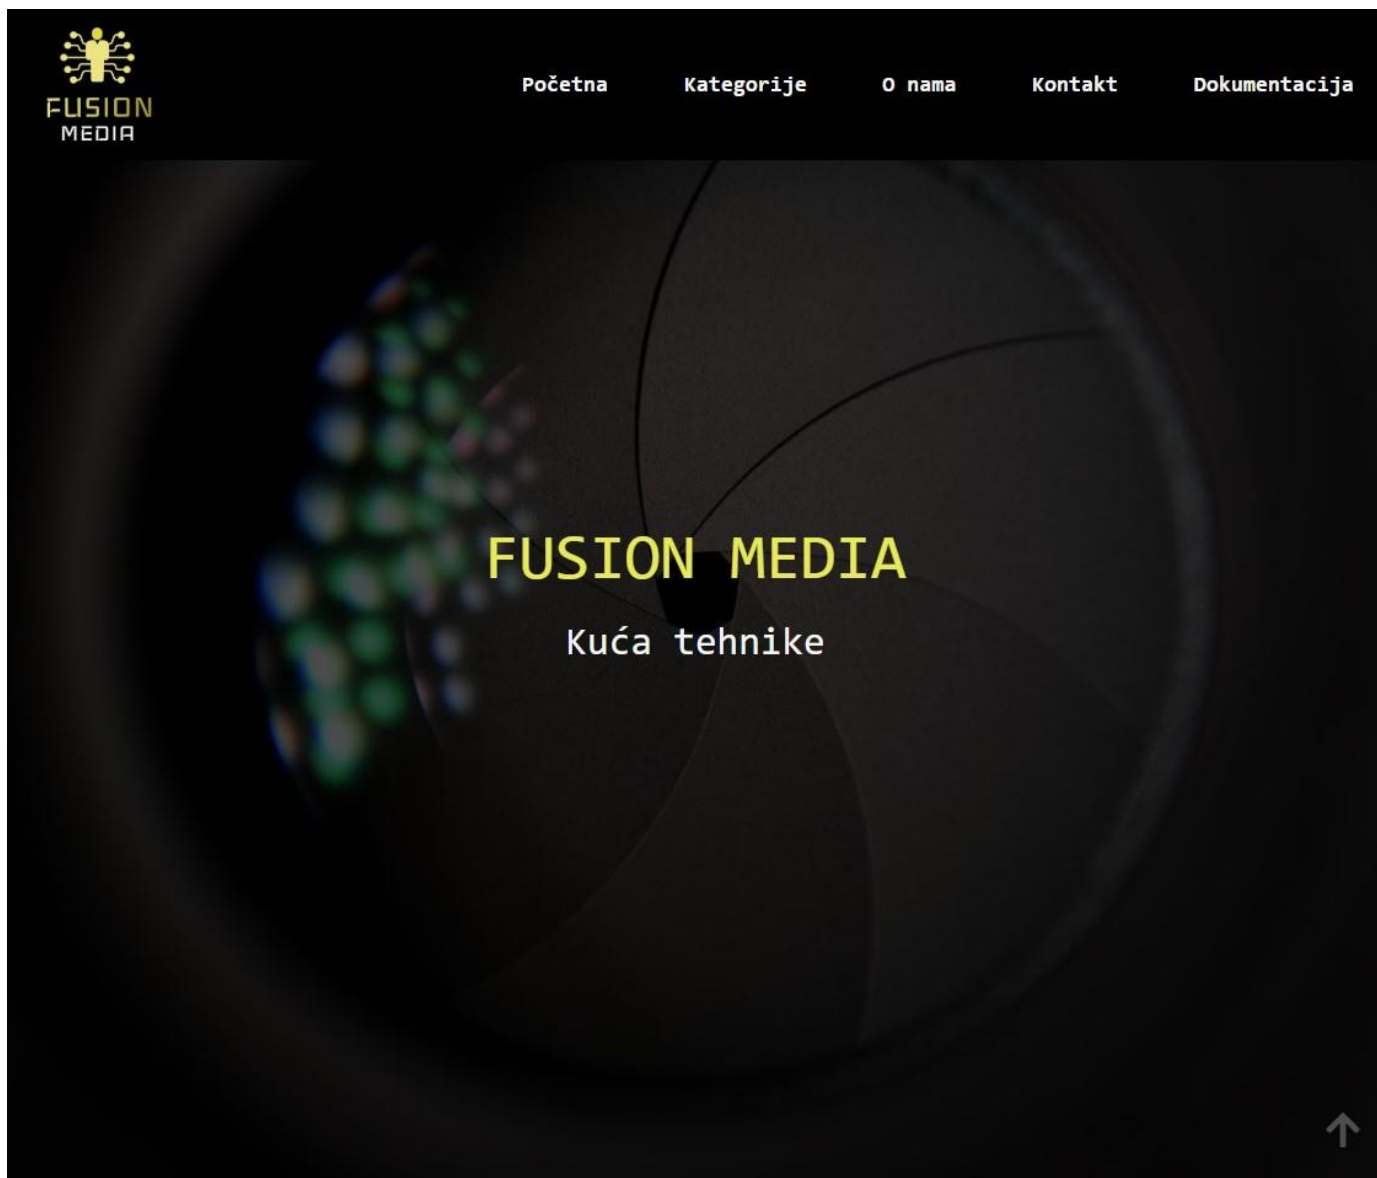 FUSION
MEDIA
Početna Kategorije O nama Kontakt Dokumentacija
FUSION MEDIA
Kuća tehnike